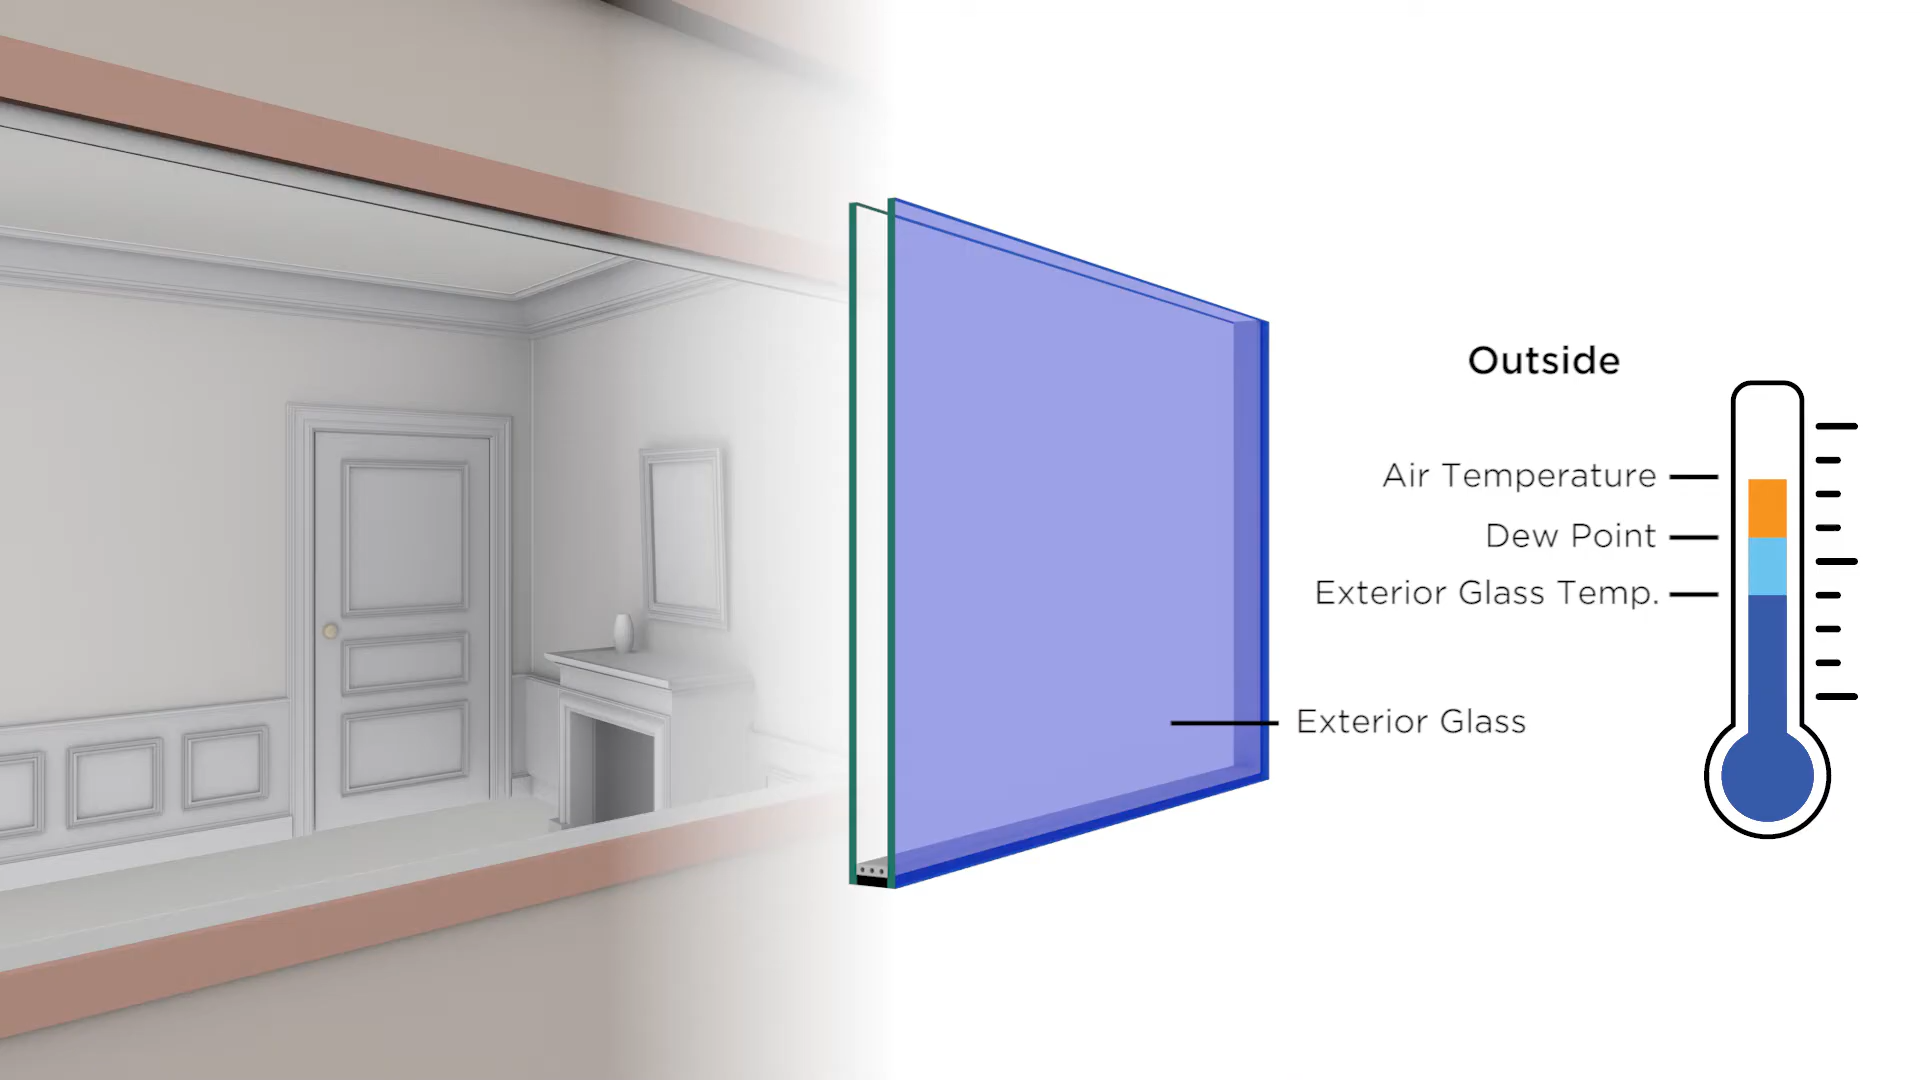 Outside
Air Temperature
Dew Point
Exterior Glass Temp.
Exterior Glass